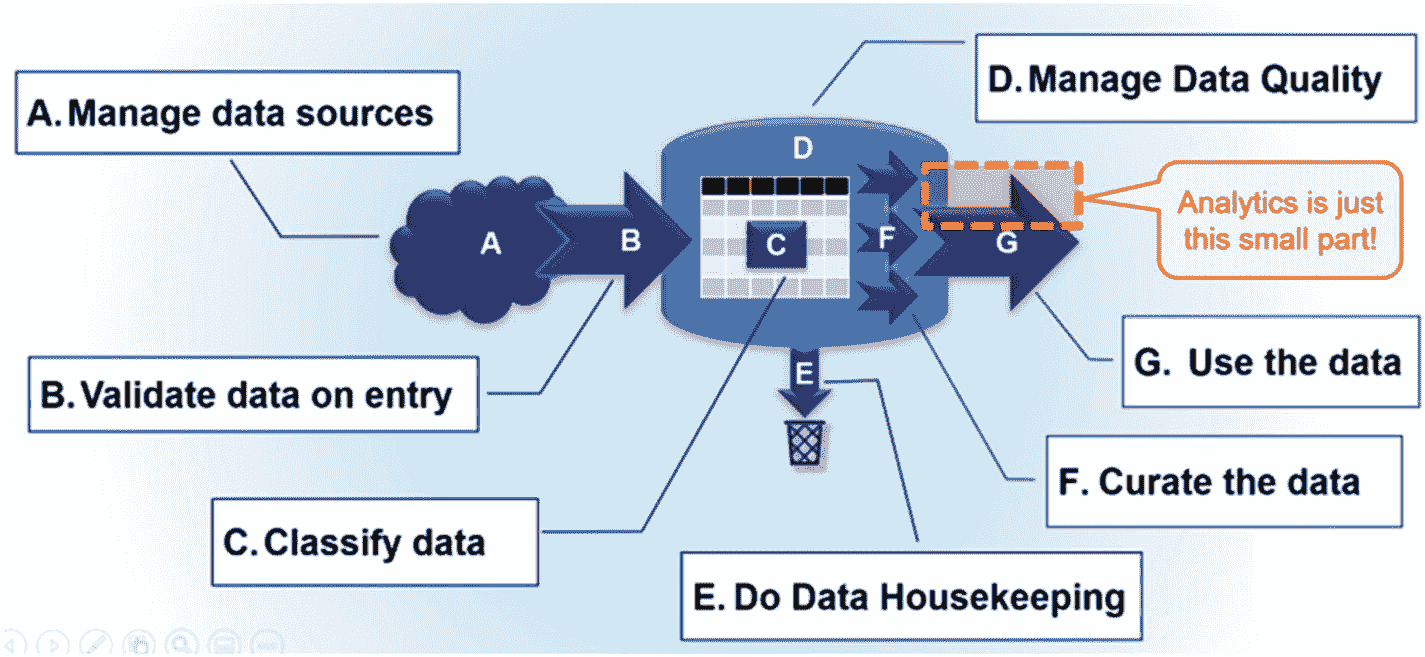 A. Manage data sources
D. Manage Data Quality
D
Analytics is just
this small part!
A
B
C
F
G
B. Validate data on entry
E
G. Use the data
F. Curate the data
C. Classify data
E. Do Data Housekeeping